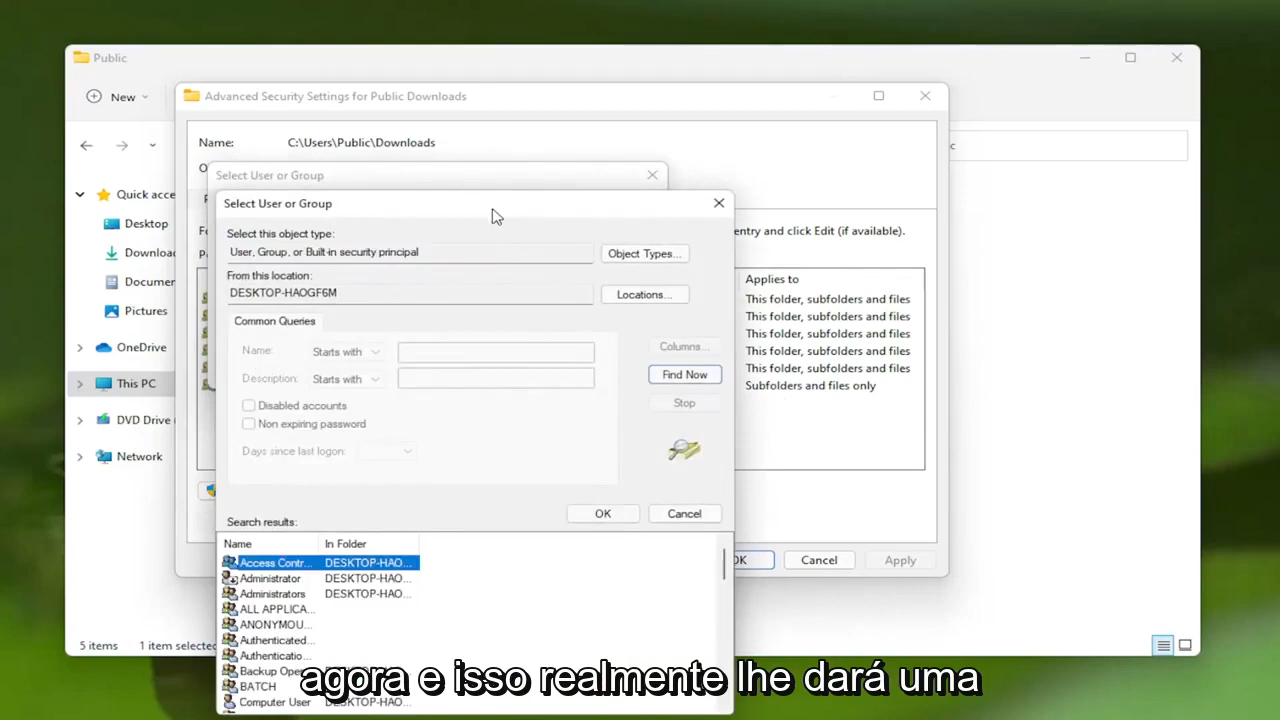 Public
New
Advanced Security Settings for Public Downloads
Name: C:\Users\Public\Downloads
c
Select User or Group
Select User or Group
Quick acce
Desktop
Downloa
Documen
Pictures
OneDrive
This PC
DVD Drive (
Network
entry and click Edit (if available).
Select this object type:
User, Group, or Built-in security principal
Object Types...
From this location:
DESKTOP-HAOGF6M
Locations...
Common Queries
Name: Starts with
Description: Starts with
Disabled accounts
Non expiring password
Days since last logon:
Columns...
Find Now
Stop
OK Cancel
Applies to
This folder, subfolders and files
This folder, subfolders and files
This folder, subfolders and files
This folder, subfolders and files
This folder, subfolders and files
Subfolders and files only
OK Cancel Apply
Search results:
Name In Folder
Access Contr... DESKTOP-HAO...
Administrator DESKTOP-HAO...
Administrators DESKTOP-HAO...
ALL APPLICA...
ANONYMOU...
Authenticated...
Authenticatio...
Backup Ope
BATCH
Computer User
5 items 1 item selected
agora e isso realmente lhe dará uma